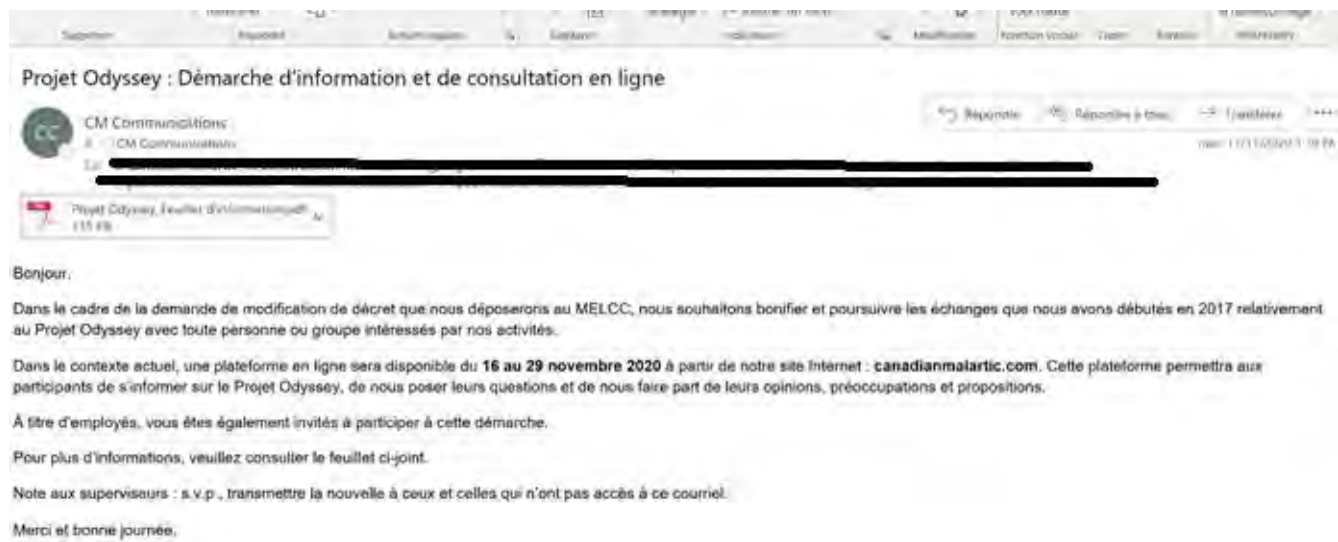 Projet Odyssey : Démarche d'information et de consultation en ligne
CC
CM Communications
Répondre Répondre à tous Transférer
À CM Communications
Projet Odyssey, Feuillet d'information.pdf
115 KB
Bonjour.
Dans le cadre de la demande de modification de décret que nous déposerons au MELCC, nous souhaitons bonifier et poursuivre les échanges que nous avons débutés en 2017 relativement
au Projet Odyssey avec toute personne ou groupe intéressés par nos activités.
Dans le contexte actuel, une plateforme en ligne sera disponible du 16 au 29 novembre 2020 à partir de notre site Internet : canadianmalartic.com. Cette plateforme permettra aux
participants de s'informer sur le Projet Odyssey, de nous poser leurs questions et de nous faire part de leurs opinions, préoccupations et propositions.
À titre d'employés, vous êtes également invités à participer à cette démarche.
Pour plus d'informations, veuillez consulter le feuillet ci-joint.
Note aux superviseurs : s.v.p., transmettre la nouvelle à ceux et celles qui n'ont pas accès à ce courriel.
Merci et bonne journée.